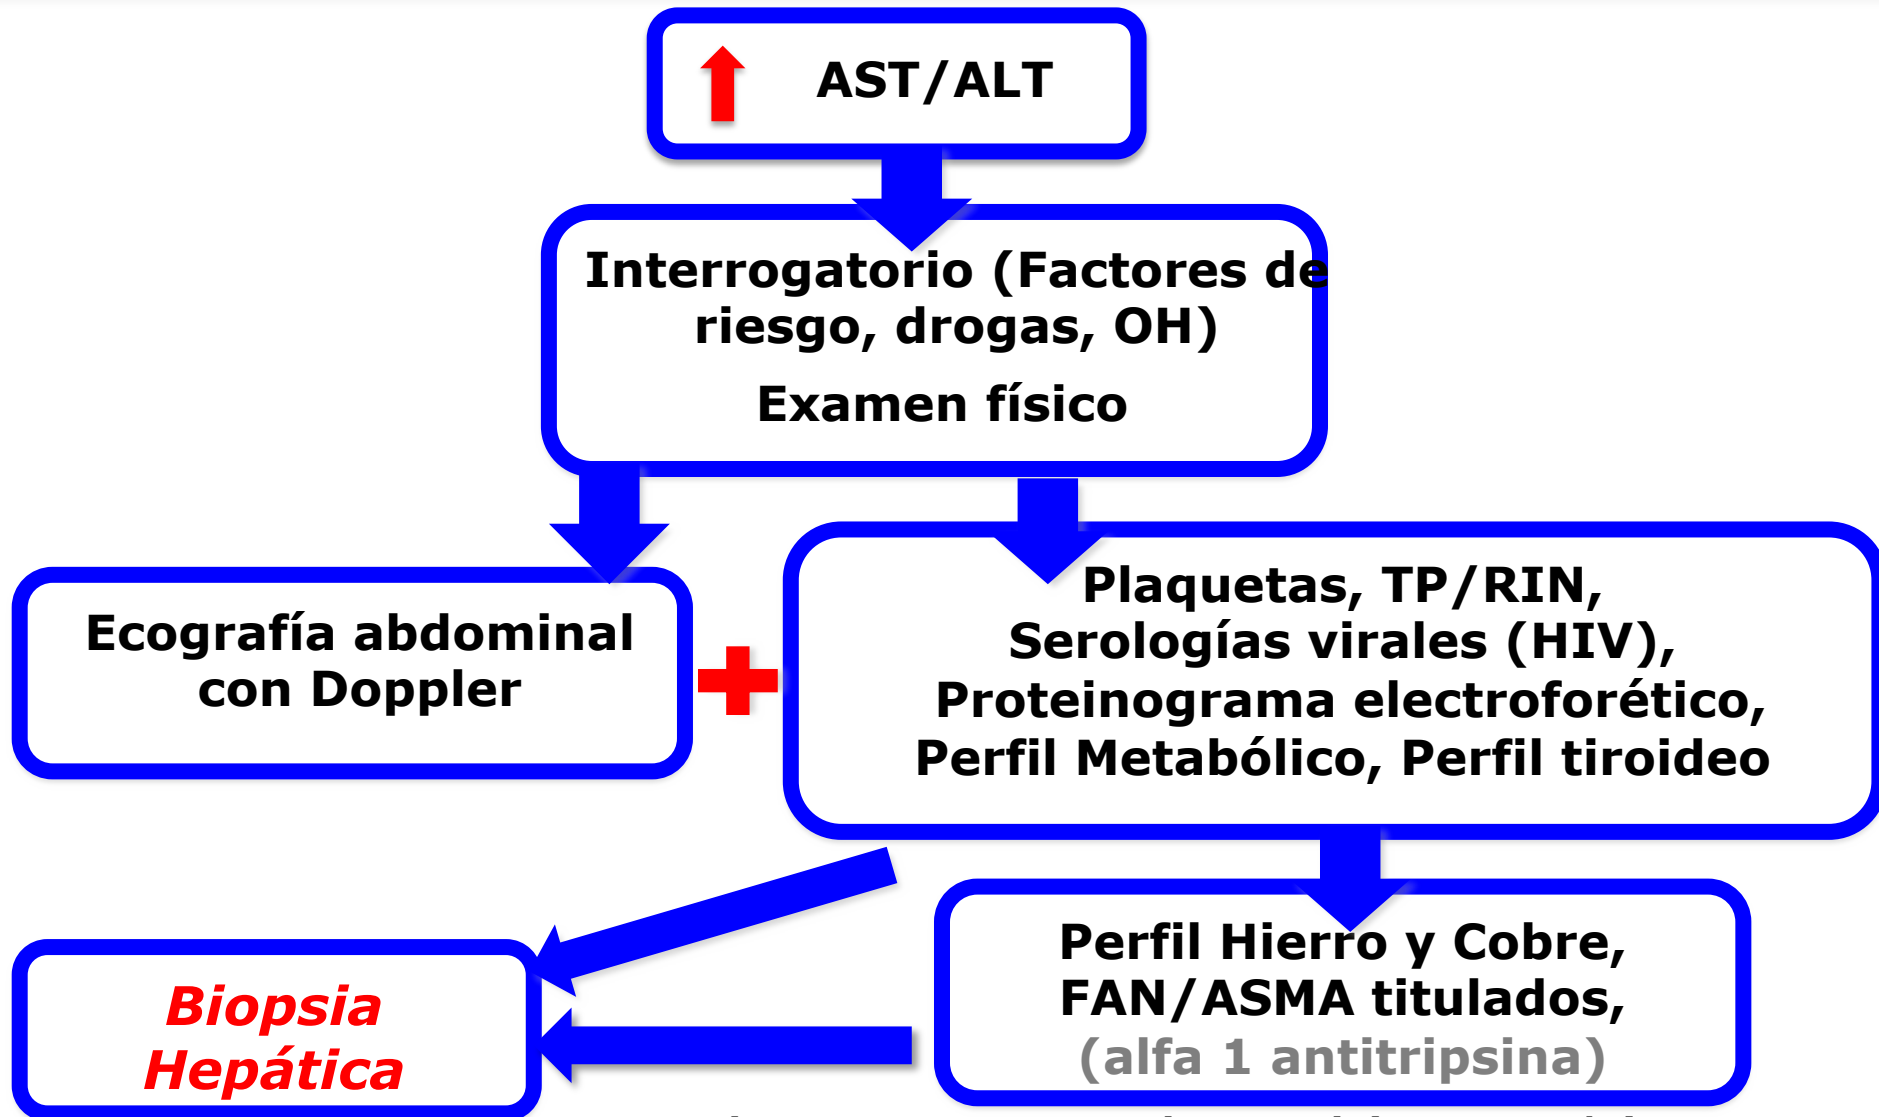 AST/ALT
Interrogatorio (Factores de
riesgo, drogas, OH)
Examen físico
Ecografía abdominal
con Doppler
Plaquetas, TP/RIN,
Serologías virales (HIV),
Proteinograma electroforético,
Perfil Metabólico, Perfil tiroideo
Perfil Hierro y Cobre,
FAN/ASMA titulados,
(alfa 1 antitripsina)
Biopsia
Hepática